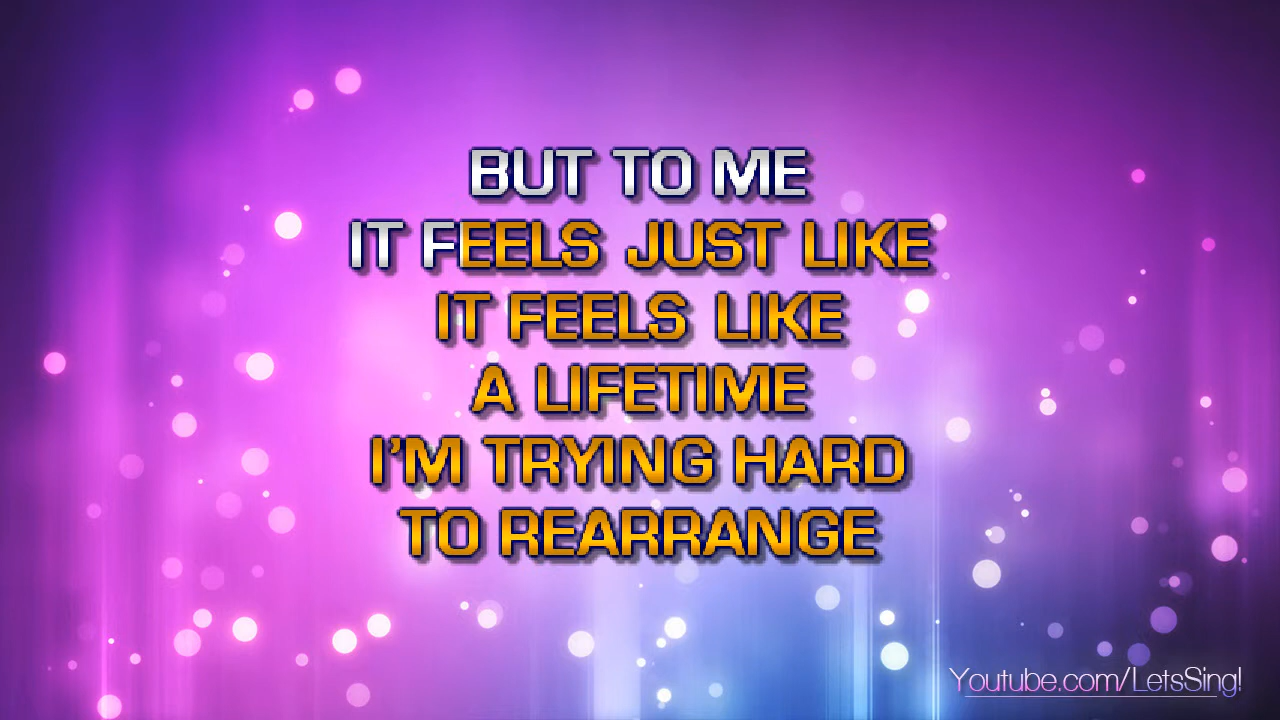 BUT TO ME
IT FEELS JUST LIKE
IT FEELS LIKE
A LIFETIME
I'M TRYING HARD
TO REARRANGE
Youtube.com/LetsSing!